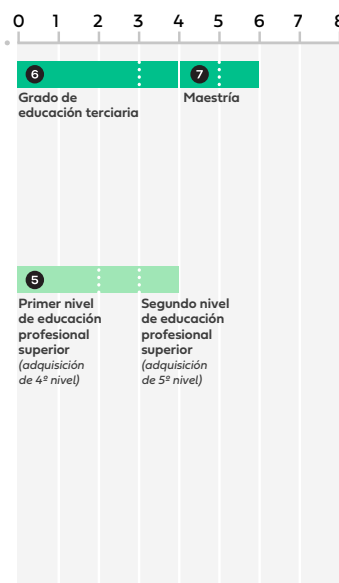 0 1 2 3 4 5 6 7 8
6 7
Grado de
educación terciaria
Maestría
5
Primer nivel
de educación
profesional
superior
(adquisición
de 4º nivel)
Segundo nivel
de educación
profesional
superior
(adquisición
de 5º nivel)